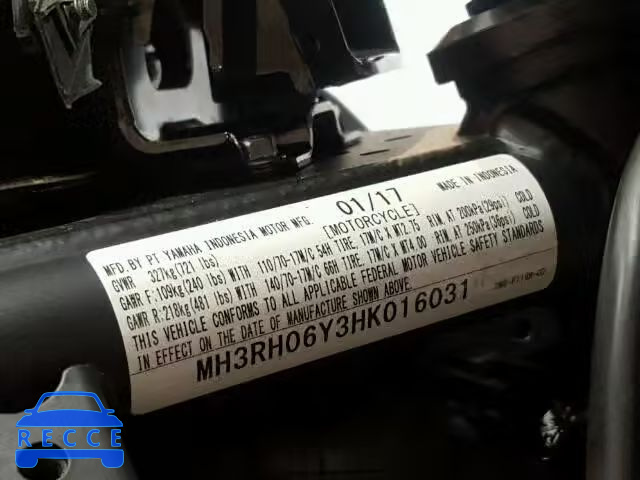 01/17
MFD.BY PT.YAMAHA INDONESIA MOTOR MFG. [MOTORCYCLE] MADE IN INDONESIA
GVWR 327kg(721 lbs)
GAWR F:109kg(240 lbs)WITH 110/70-17M/C 54H TIRE, 17M/C X MT2.75 RIM AT 200kPa(29psi) COLD
GAWR R:218kg(481 lbs)WITH 140/70-17M/C 66H TIRE, 17M/C X MT4.00 RIM AT 250kPa(36psi) COLD
THIS VEHICLE CONFORMS TO ALL APPLICABLE FEDERAL MOTOR VEHICLE SAFETY STANDARDS
IN EFFECT ON THE DATE OF MANUFACTURE SHOWN ABOVE.
MH3RH06Y3HK016031
RECCE